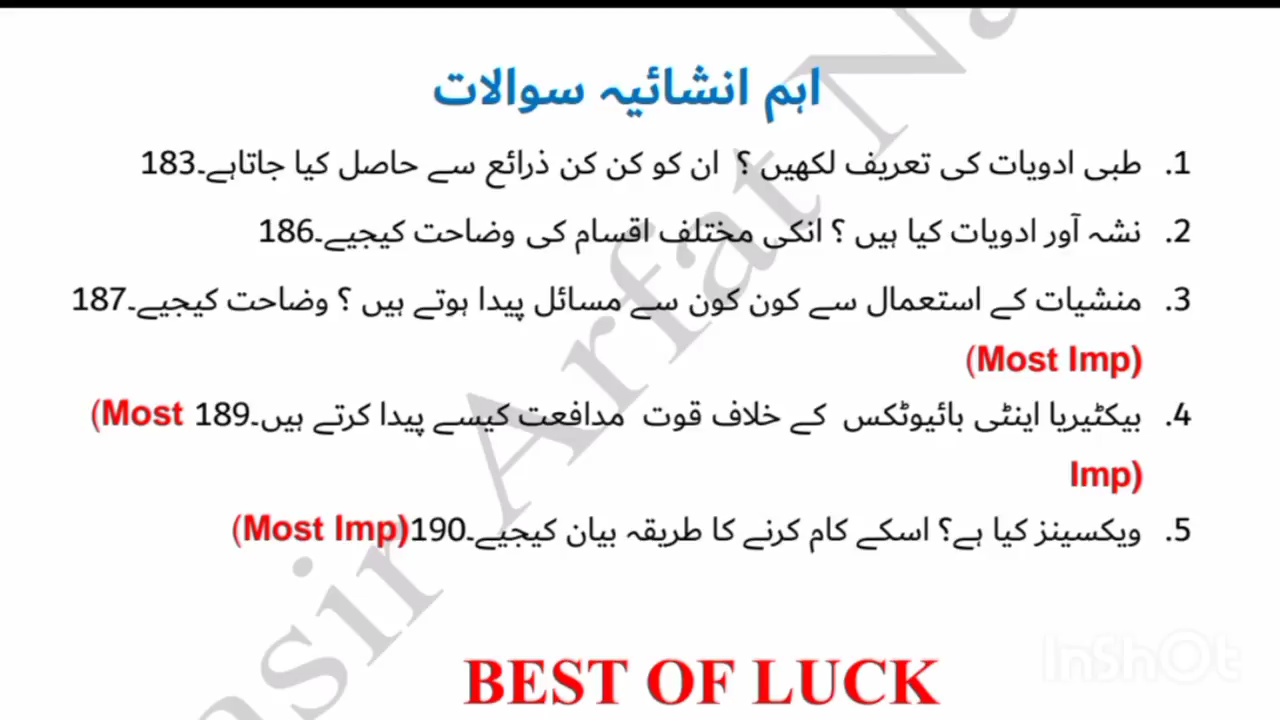 اہم انشائیہ سوالات
1. طبی ادویات کی تعریف لکھیں ؟ ان کو کن کن ذرائع سے حاصل کیا جاتاہے۔183
2. نشہ آور ادویات کیا ہیں ؟ انکی مختلف اقسام کی وضاحت کیجیے۔186
3. منشیات کے استعمال سے کون کون سے مسائل پیدا ہوتے ہیں ؟ وضاحت کیجیے۔187
(Most Imp)
4. بیکٹیریا اینٹی بائیوٹکس کے خلاف قوت مدافعت کیسے پیدا کرتے ہیں۔189 (Most
Imp)
5. ویکسینز کیا ہے؟ اسکے کام کرنے کا طریقہ بیان کیجیے۔190(Most Imp)
BEST OF LUCK
InShOt